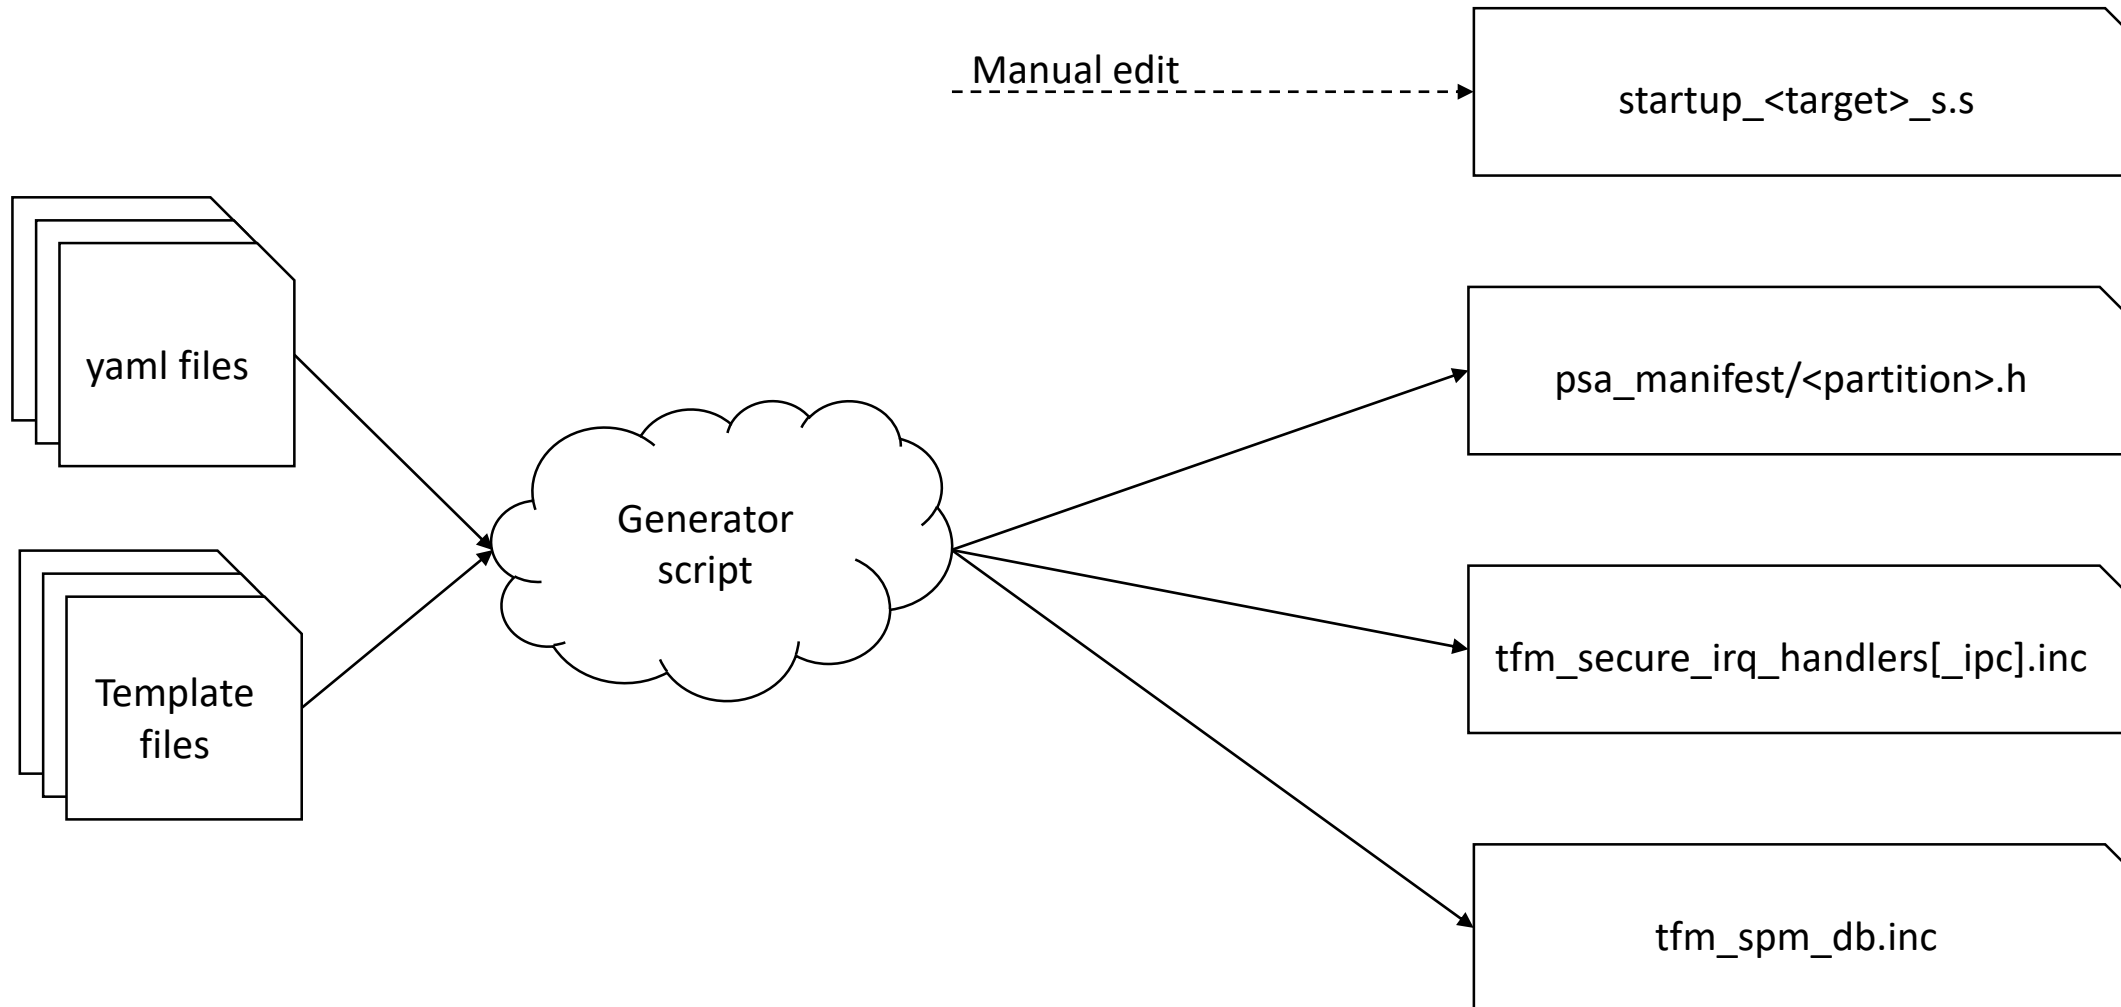 Manual edit
startup_<target>_s.s
yaml files
psa_manifest/<partition>.h
Generator
script
tfm_secure_irq_handlers[_ipc].inc
Template
files
tfm_spm_db.inc